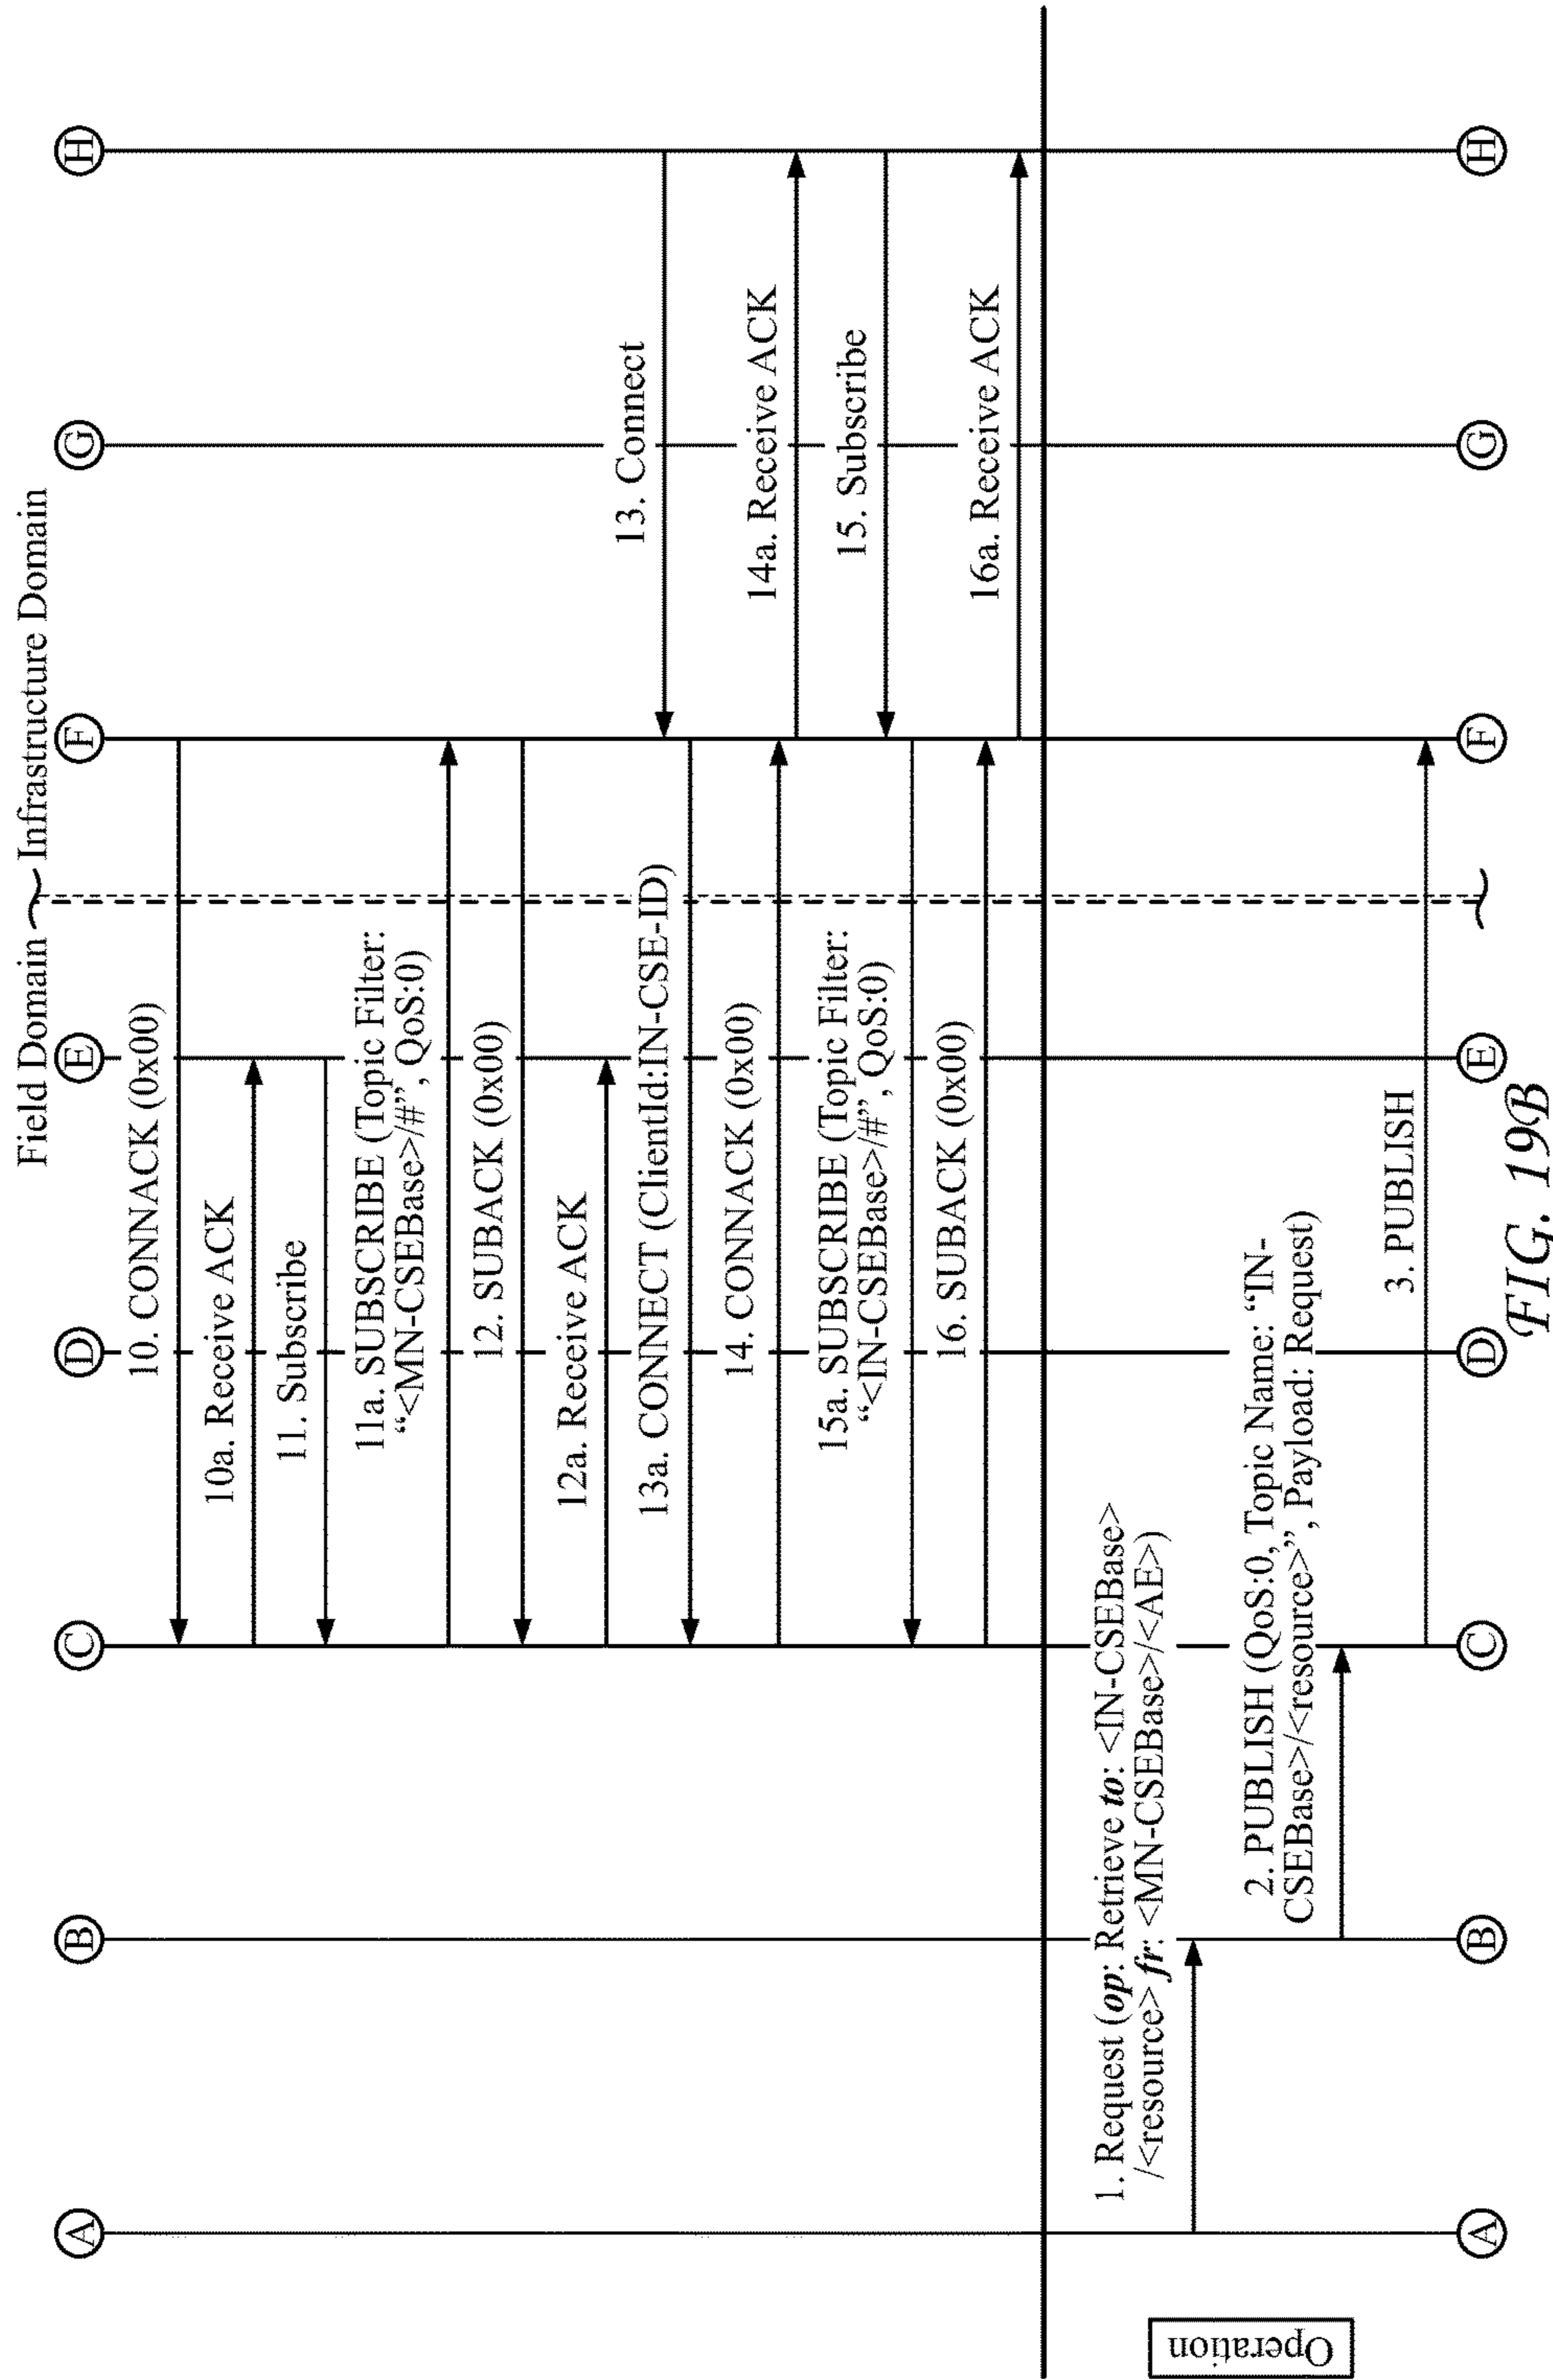 Field Domain
Infrastructure Domain
A
B
C
D
E
F
G
H
10. CONNACK (0x00)
10a. Receive ACK
11. Subscribe
11a. SUBSCRIBE (Topic Filter:
“<MN-CSEBase>/#”, QoS:0)
12. SUBACK (0x00)
12a. Receive ACK
13. Connect
13a. CONNECT (ClientId:IN-CSE-ID)
14. CONNACK (0x00)
14a. Receive ACK
15. Subscribe
15a. SUBSCRIBE (Topic Filter:
“<IN-CSEBase>/#”, QoS:0)
16. SUBACK (0x00)
16a. Receive ACK
Operation
1. Request (op: Retrieve to: <IN-CSEBase>
/<resource> fr: <MN-CSEBase>/<AE>)
2. PUBLISH (QoS:0, Topic Name: “IN-
CSEBase>/<resource>”, Payload: Request)
3. PUBLISH
A
B
C
D
E
F
G
H
FIG. 19B